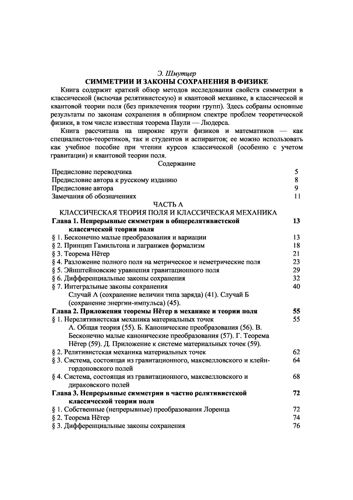 Э. Шмутцер
СИММЕТРИИ И ЗАКОНЫ СОХРАНЕНИЯ В ФИЗИКЕ
Книга содержит краткий обзор методов исследования свойств симметрии в
классической (включая релятивистскую) и квантовой механике, в классической и
квантовой теории поля (без привлечения теории групп). Здесь собраны основные
результаты по законам сохранения в обширном спектре проблем теоретической
физики, в том числе известная теорема Паули — Людерса.
Книга рассчитана на широкие круги физиков и математиков — как
специалистов-теоретиков, так и студентов и аспирантов; ее можно использовать
как учебное пособие при чтении курсов классической (особенно с учетом
гравитации) и квантовой теории поля.
Содержание
Предисловие переводчика 5
Предисловие автора к русскому изданию 8
Предисловие автора 9
Замечания об обозначениях 11
ЧАСТЬ А
КЛАССИЧЕСКАЯ ТЕОРИЯ ПОЛЯ И КЛАССИЧЕСКАЯ МЕХАНИКА
Глава 1. Непрерывные симметрии в общерелятивистской 13
классической теории поля
§ 1. Бесконечно малые преобразования и вариации 13
§ 2. Принцип Гамильтона и лагранжев формализм 18
§ 3. Теорема Нётер 21
§ 4. Разложение полного поля на метрическое и неметрические поля 23
§ 5. Эйнштейновские уравнения гравитационного поля 29
§ 6. Дифференциальные законы сохранения 32
§ 7. Интегральные законы сохранения 40
Случай А (сохранение величин типа заряда) (41). Случай Б
(сохранение энергии-импульса) (45).
Глава 2. Приложения теоремы Нётер в механике и теории поля 55
§ 1. Нерелятивистская механика материальных точек 55
А. Общая теория (55). Б. Канонические преобразования (56). В.
Бесконечно малые канонические преобразования (57). Г. Теорема
Нётер (59). Д. Приложение к системе материальных точек (59).
§ 2. Релятивистская механика материальных точек 62
§ 3. Система, состоящая из гравитационного, максвелловского и клейн- 64
гордоновского полей
§ 4. Система, состоящая из гравитационного, максвелловского и 68
дираковского полей
Глава 3. Непрерывные симметрии в частно релятивистской 72
классической теории поля
§ 1. Собственные (непрерывные) преобразования Лоренца 72
§ 2. Теорема Нётер 74
§ 3. Дифференциальные законы сохранения 76